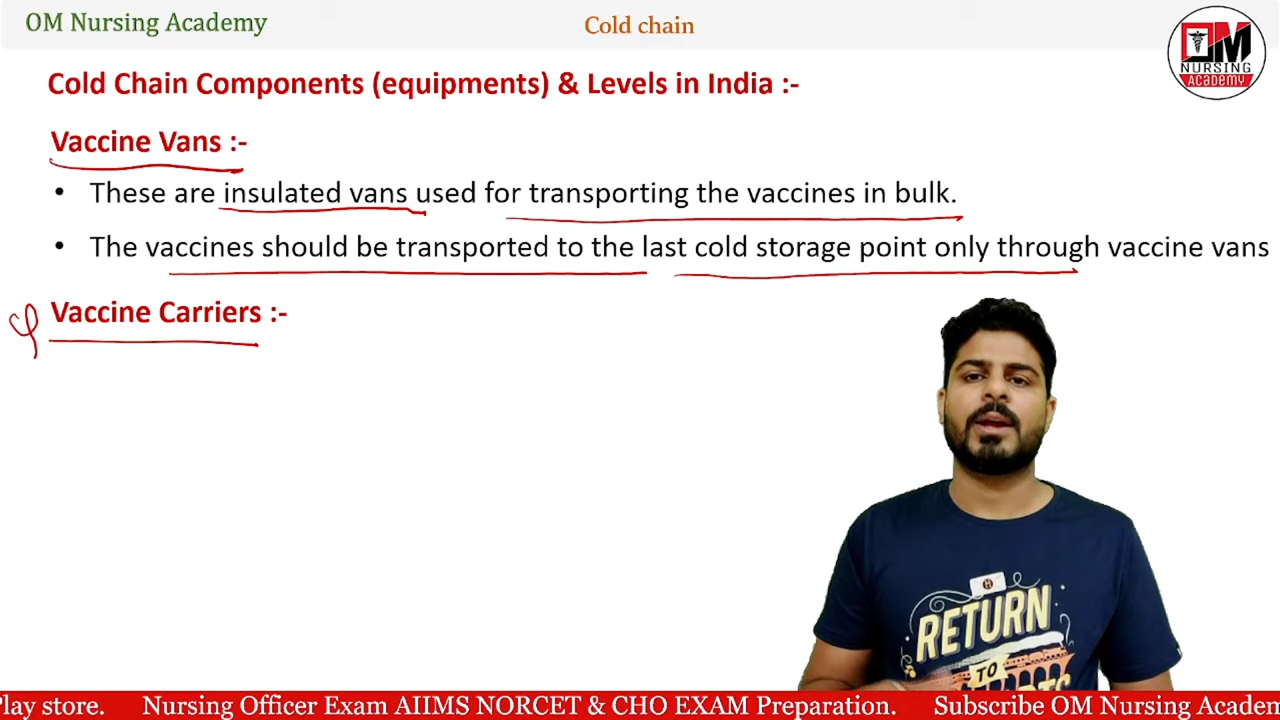 OM Nursing Academy
Cold chain
OM
NURSING
ACADEMY
Cold Chain Components (equipments) & Levels in India :-
Vaccine Vans :-
• These are insulated vans used for transporting the vaccines in bulk.
• The vaccines should be transported to the last cold storage point only through vaccine vans
Vaccine Carriers :-
RETURN
TO
Play store. Nursing Officer Exam AIIMS NORCET & CHO EXAM Preparation. Subscribe OM Nursing Academ